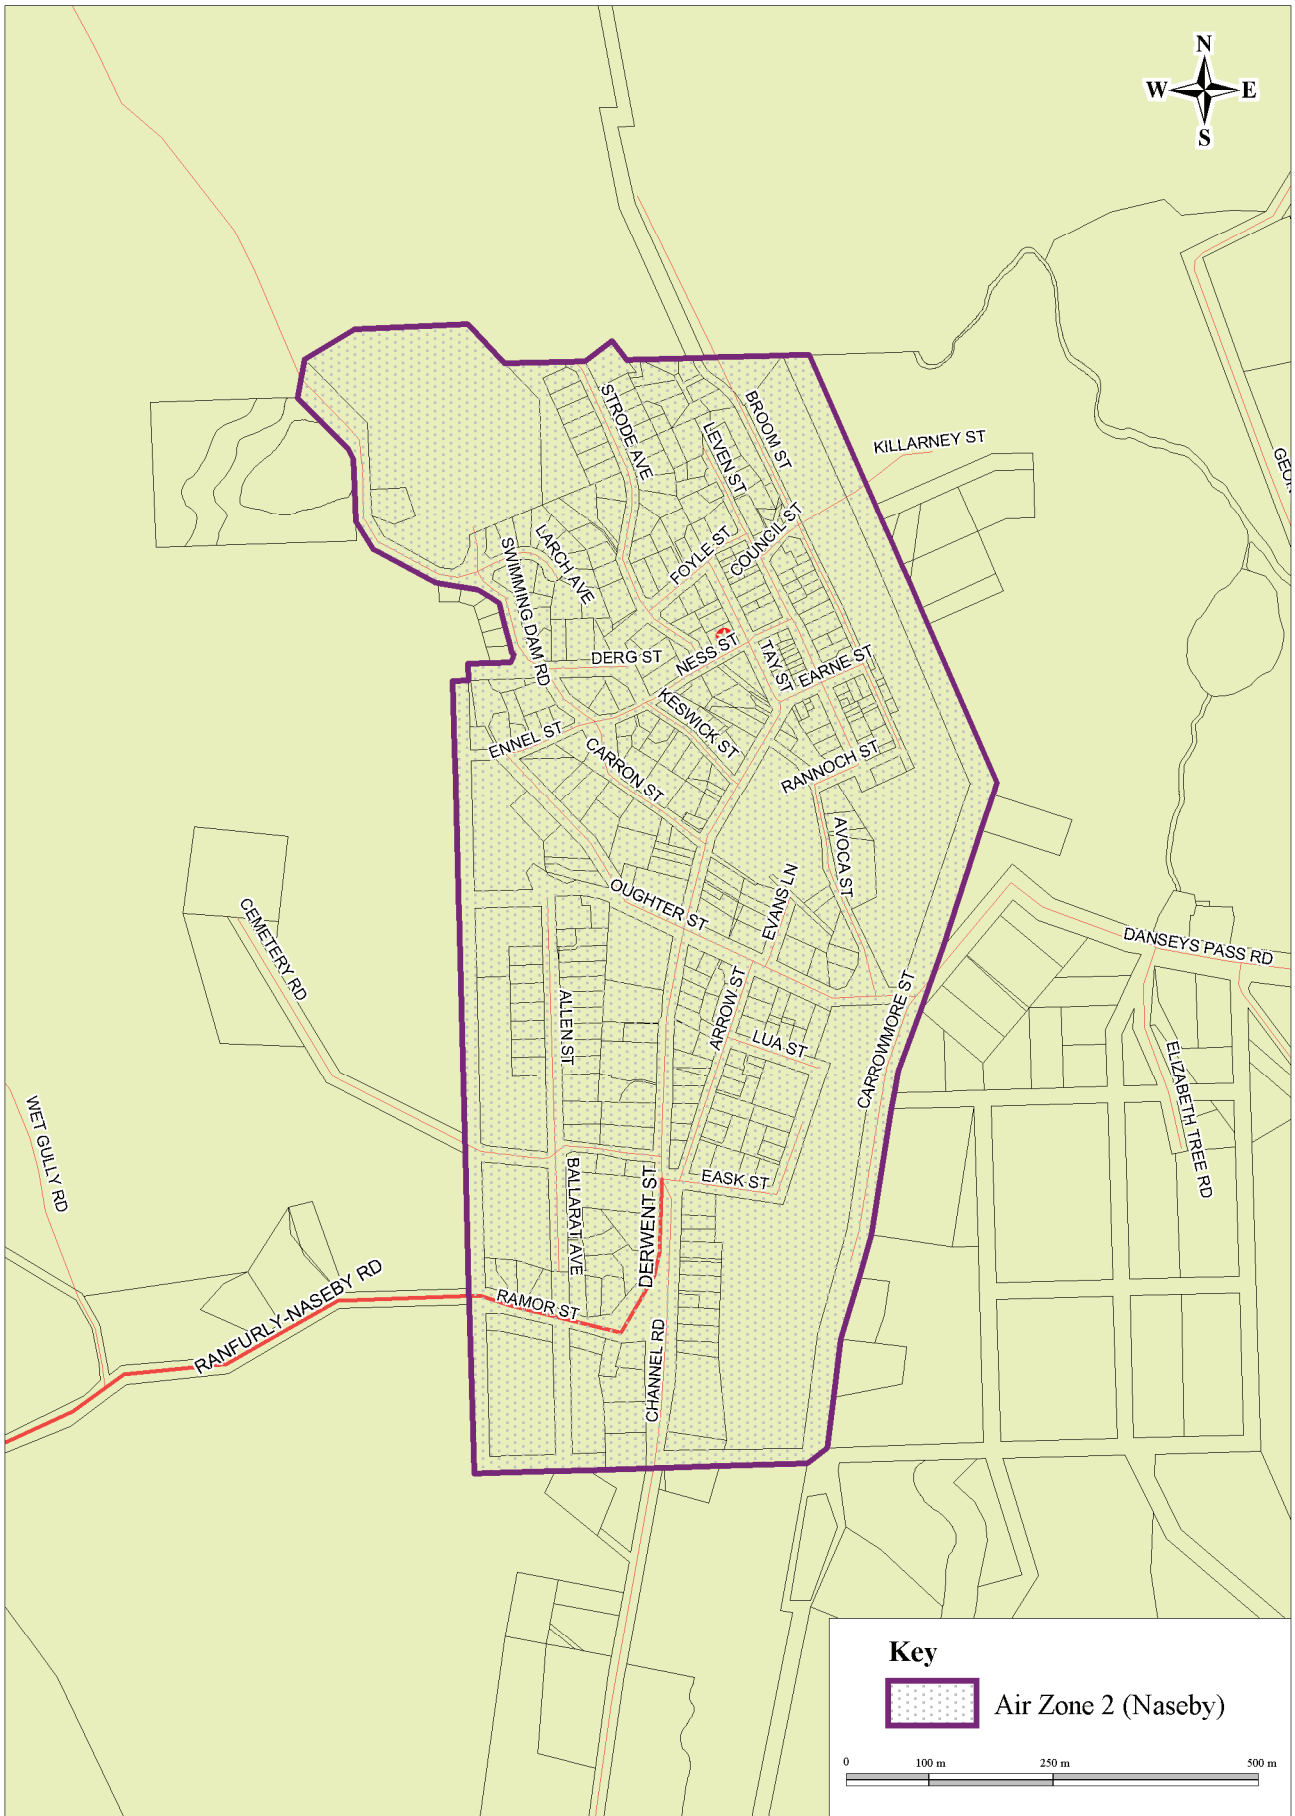 N
W E
S
STRODE AVE
BROOM ST
LEVEN ST
KILLARNEY ST
COUNCIL ST
FOYLE ST
LARCH AVE
SWIMMING DAM RD
DERG ST
NESS ST
TAY ST
EARNE ST
KESWICK ST
ENNEL ST
CARRON ST
RANNOCH ST
AVOCA ST
EVANS LN
OUGHTER ST
CEMETERY RD
DANSEYS PASS RD
ALLEN ST
ARROW ST
LUA ST
CARROWMORE ST
ELIZABETH TREE RD
WET GULLY RD
BALLARAT AVE
DERWENT ST
EASK ST
RAMOR ST
RANFURLY-NASEBY RD
CHANNEL RD
Key
Air Zone 2 (Naseby)
0 100 m 250 m 500 m